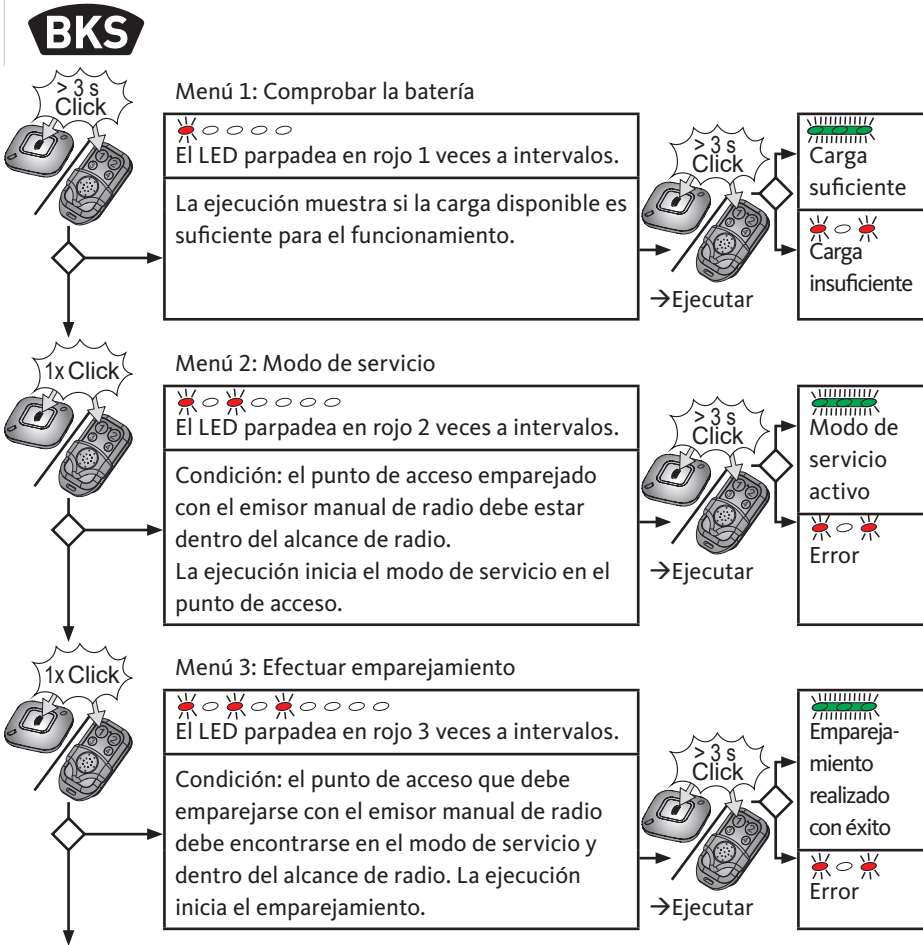 BKS
> 3 s
Click
Menú 1: Comprobar la batería
El LED parpadea en rojo 1 veces a intervalos.
La ejecución muestra si la carga disponible es
suficiente para el funcionamiento.
> 3 s
Click
→Ejecutar
Carga
suficiente
Carga
insuficiente
1x Click
Menú 2: Modo de servicio
El LED parpadea en rojo 2 veces a intervalos.
Condición: el punto de acceso emparejado
con el emisor manual de radio debe estar
dentro del alcance de radio.
La ejecución inicia el modo de servicio en el
punto de acceso.
> 3 s
Click
→Ejecutar
Modo de
servicio
activo
Error
1x Click
Menú 3: Efectuar emparejamiento
El LED parpadea en rojo 3 veces a intervalos.
Condición: el punto de acceso que debe
emparejarse con el emisor manual de radio
debe encontrarse en el modo de servicio y
dentro del alcance de radio. La ejecución
inicia el emparejamiento.
> 3 s
Click
→Ejecutar
Empareja-
miento
realizado
con éxito
Error